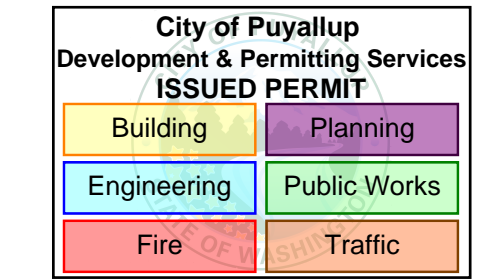 City of Puyallup
Development & Permitting Services
ISSUED PERMIT
Building Planning
Engineering Public Works
Fire Traffic